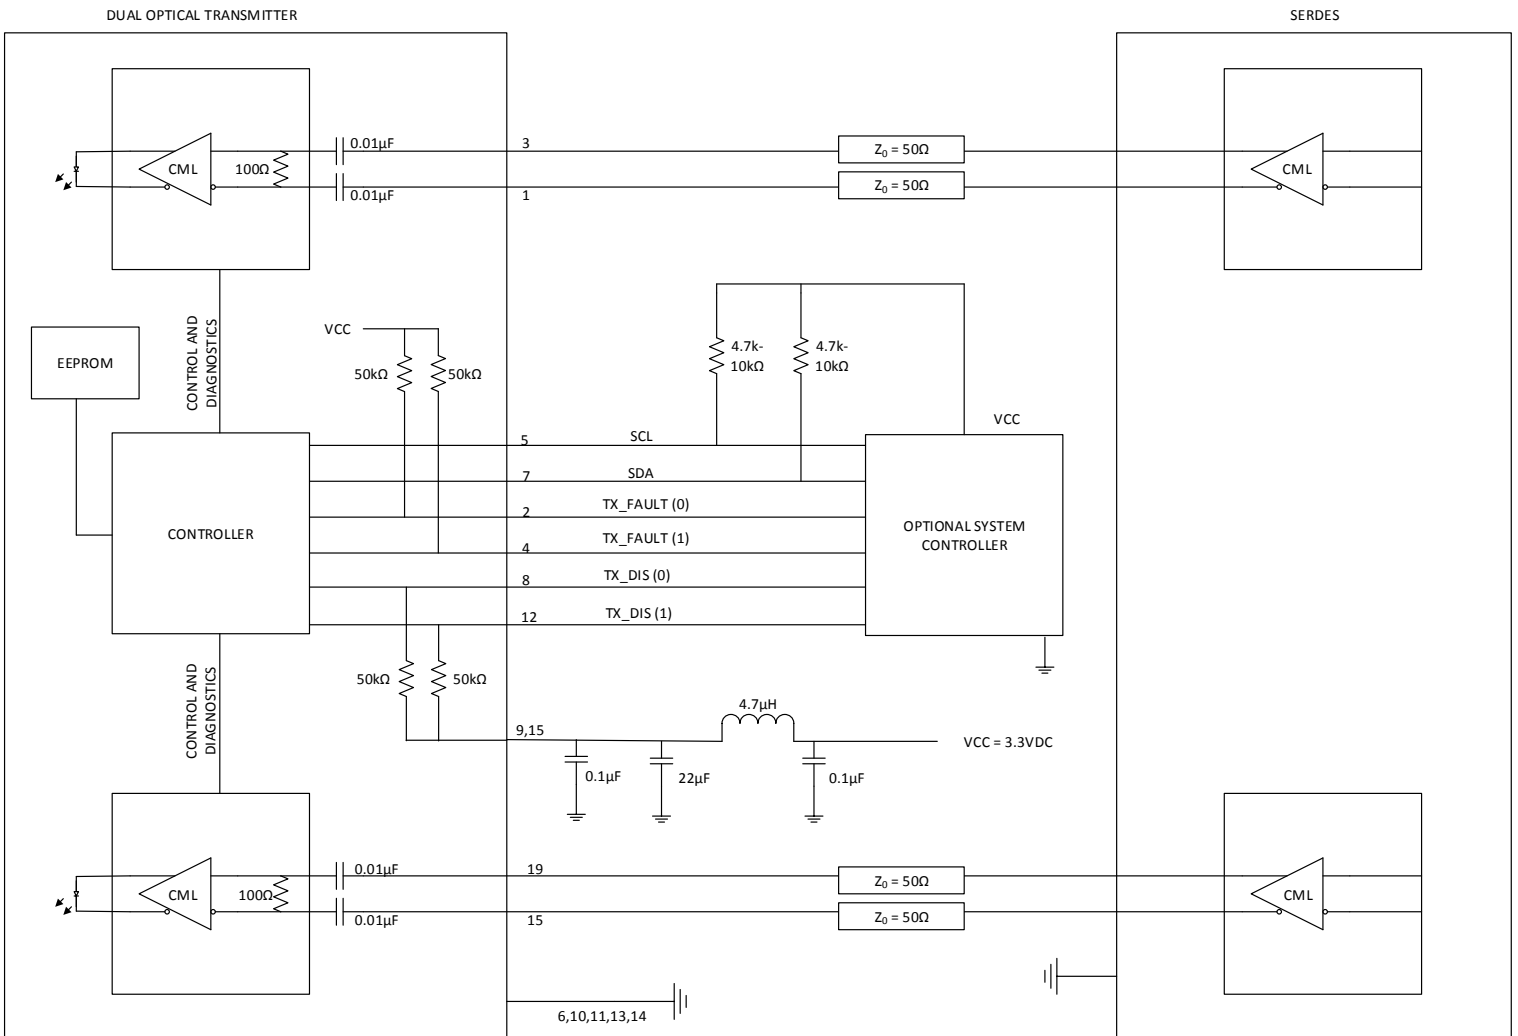 DUAL OPTICAL TRANSMITTER
SERDES
CML
100Ω
0.01µF
0.01µF
3
1
Z0 = 50Ω
Z0 = 50Ω
CML
CONTROL AND
DIAGNOSTICS
EEPROM
VCC
50kΩ
50kΩ
4.7k-
10kΩ
4.7k-
10kΩ
VCC
CONTROLLER
5
SCL
7
SDA
2
TX_FAULT (0)
4
TX_FAULT (1)
8
TX_DIS (0)
12
TX_DIS (1)
OPTIONAL SYSTEM
CONTROLLER
CONTROL AND
DIAGNOSTICS
50kΩ
50kΩ
9,15
4.7µH
VCC = 3.3VDC
0.1µF
22µF
0.1µF
CML
100Ω
0.01µF
0.01µF
19
15
Z0 = 50Ω
Z0 = 50Ω
CML
6,10,11,13,14